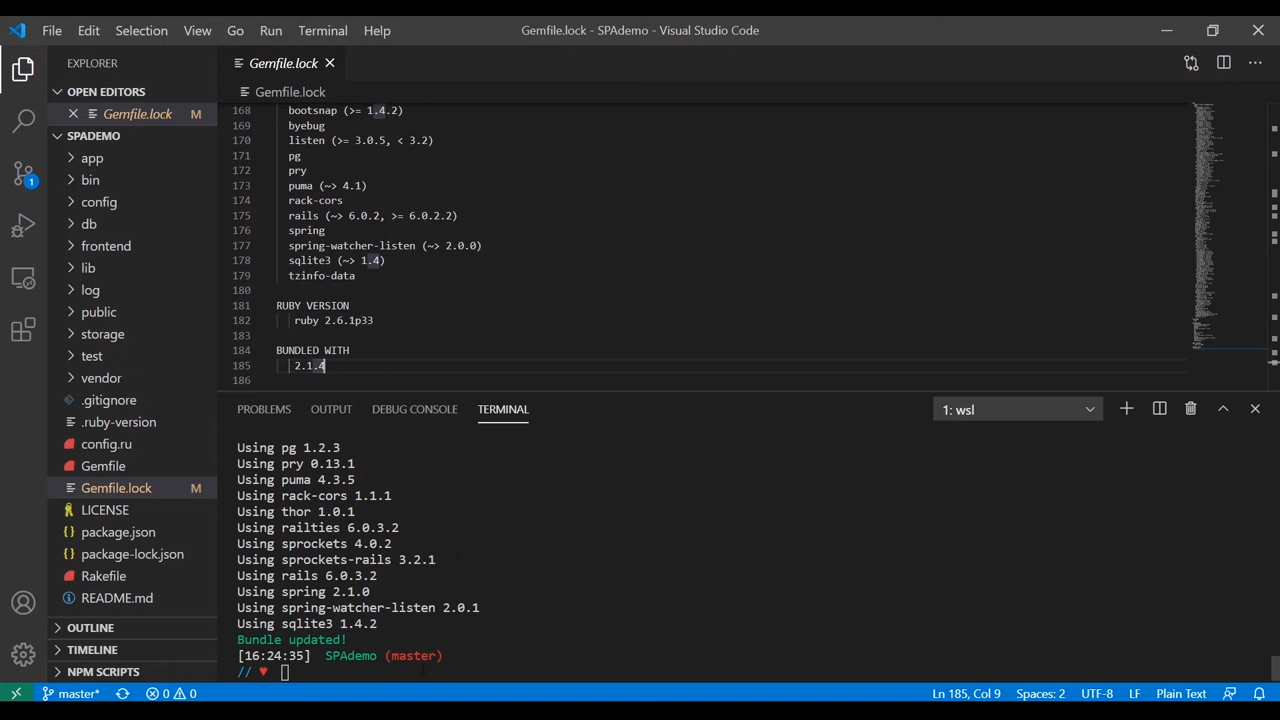 File Edit Selection View Go Run Terminal Help
Gemfile.lock - SPAdemo - Visual Studio Code
EXPLORER
OPEN EDITORS
Gemfile.lock M
SPADEMO
app
bin
config
db
frontend
lib
log
public
storage
test
vendor
.gitignore
.ruby-version
config.ru
Gemfile
Gemfile.lock M
LICENSE
package.json
package-lock.json
Rakefile
README.md
OUTLINE
TIMELINE
NPM SCRIPTS
1
Gemfile.lock
Gemfile.lock
168 bootsnap (>= 1.4.2)
169 byebug
170 listen (>= 3.0.5, < 3.2)
171 pg
172 pry
173 puma (~> 4.1)
174 rack-cors
175 rails (~> 6.0.2, >= 6.0.2.2)
176 spring
177 spring-watcher-listen (~> 2.0.0)
178 sqlite3 (~> 1.4)
179 tzinfo-data
180
181 RUBY VERSION
182 ruby 2.6.1p33
183
184 BUNDLED WITH
185 2.1.4
186
PROBLEMS OUTPUT DEBUG CONSOLE TERMINAL 1: wsl
Using pg 1.2.3
Using pry 0.13.1
Using puma 4.3.5
Using rack-cors 1.1.1
Using thor 1.0.1
Using railties 6.0.3.2
Using sprockets 4.0.2
Using sprockets-rails 3.2.1
Using rails 6.0.3.2
Using spring 2.1.0
Using spring-watcher-listen 2.0.1
Using sqlite3 1.4.2
Bundle updated!
[16:24:35] SPAdemo (master)
// ♥
master* 0 0 Ln 185, Col 9 Spaces: 2 UTF-8 LF Plain Text